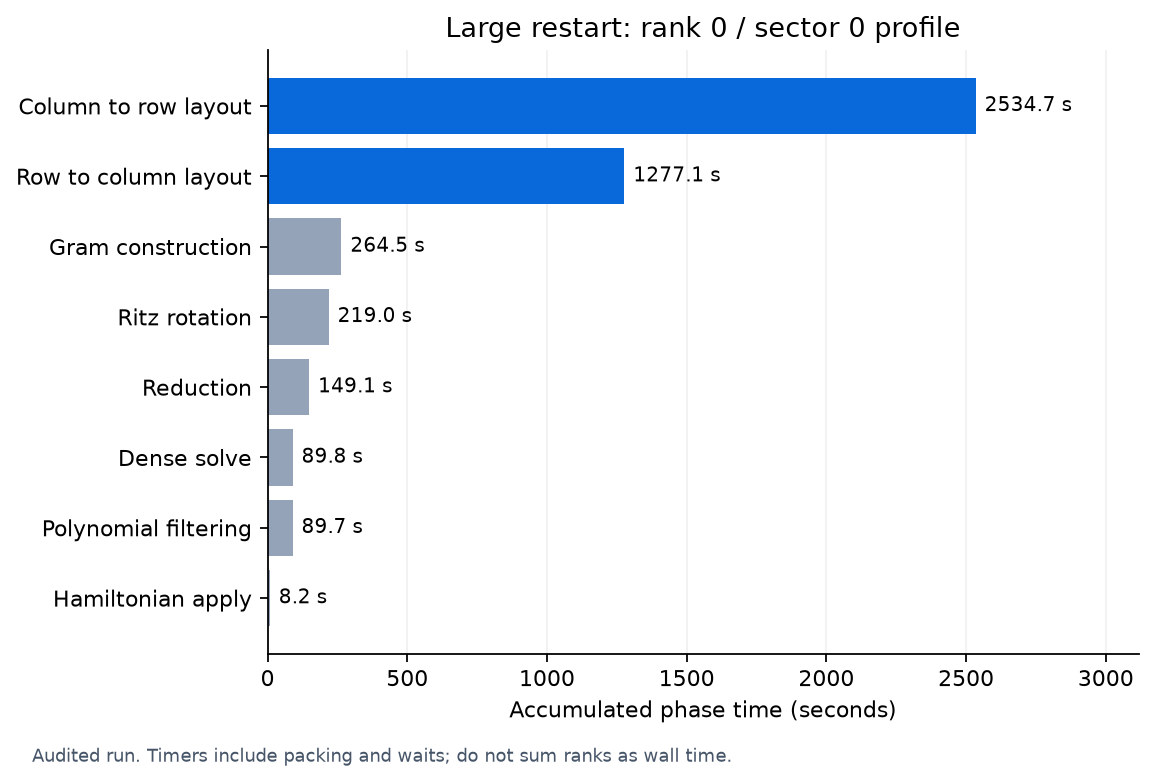 Large restart: rank 0 / sector 0 profile
Column to row layout
2534.7 s
Row to column layout
1277.1 s
Gram construction
264.5 s
Ritz rotation
219.0 s
Reduction
149.1 s
Dense solve
89.8 s
Polynomial filtering
89.7 s
Hamiltonian apply
8.2 s
0 500 1000 1500 2000 2500 3000
Accumulated phase time (seconds)
Audited run. Timers include packing and waits; do not sum ranks as wall time.